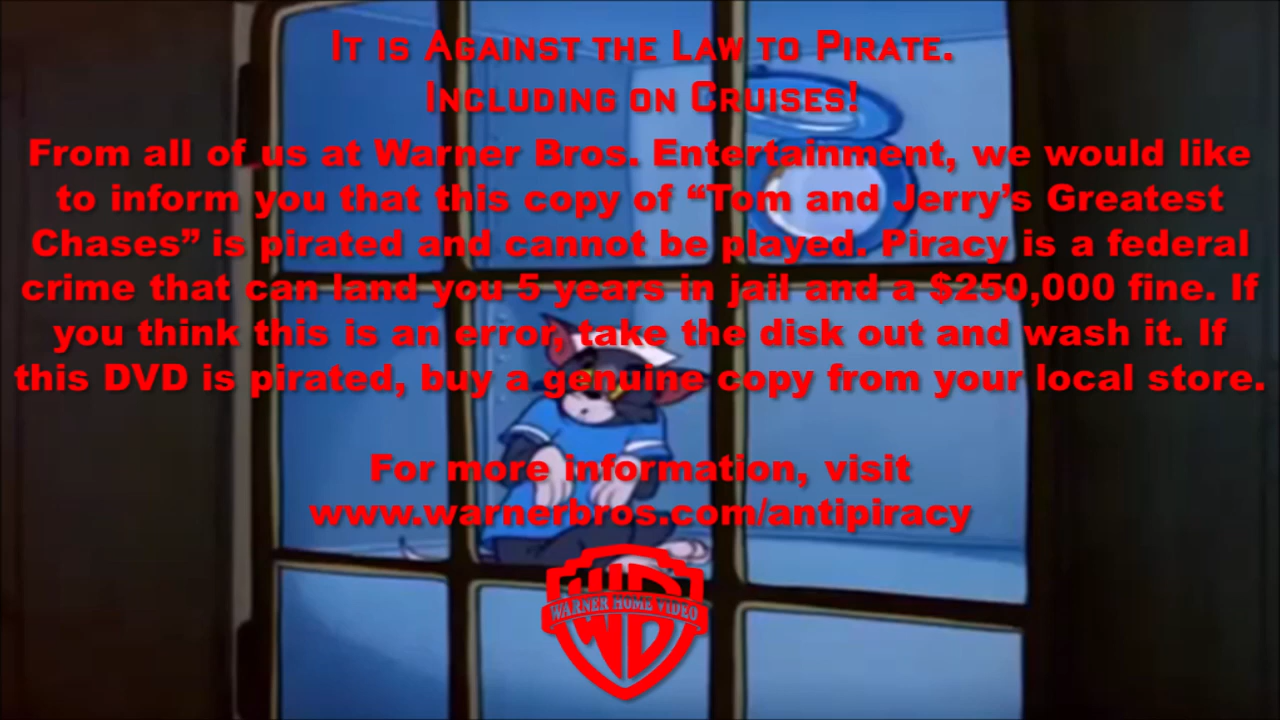 It is Against the Law to Pirate.
Including on Cruises!
From all of us at Warner Bros. Entertainment, we would like
to inform you that this copy of “Tom and Jerry’s Greatest
Chases” is pirated and cannot be played. Piracy is a federal
crime that can land you 5 years in jail and a $250,000 fine. If
you think this is an error, take the disk out and wash it. If
this DVD is pirated, buy a genuine copy from your local store.
For more information, visit
www.warnerbros.com/antipiracy
WARNER HOME VIDEO